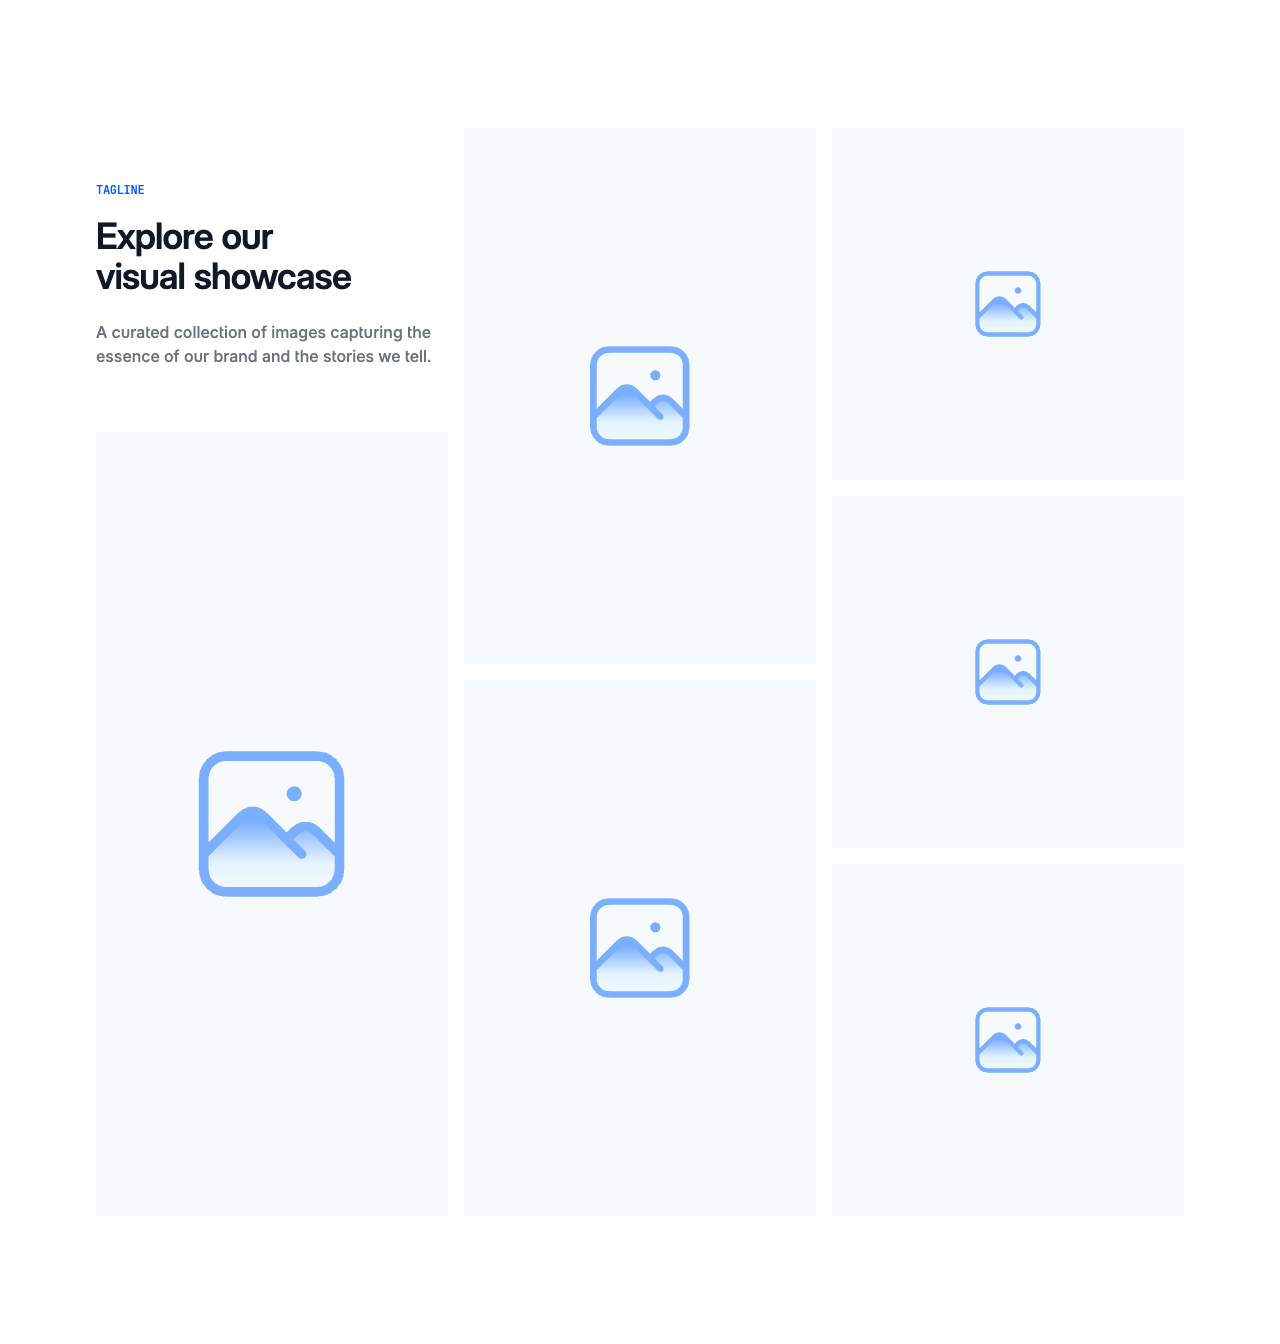 TAGLINE
Explore our
visual showcase
A curated collection of images capturing the
essence of our brand and the stories we tell.